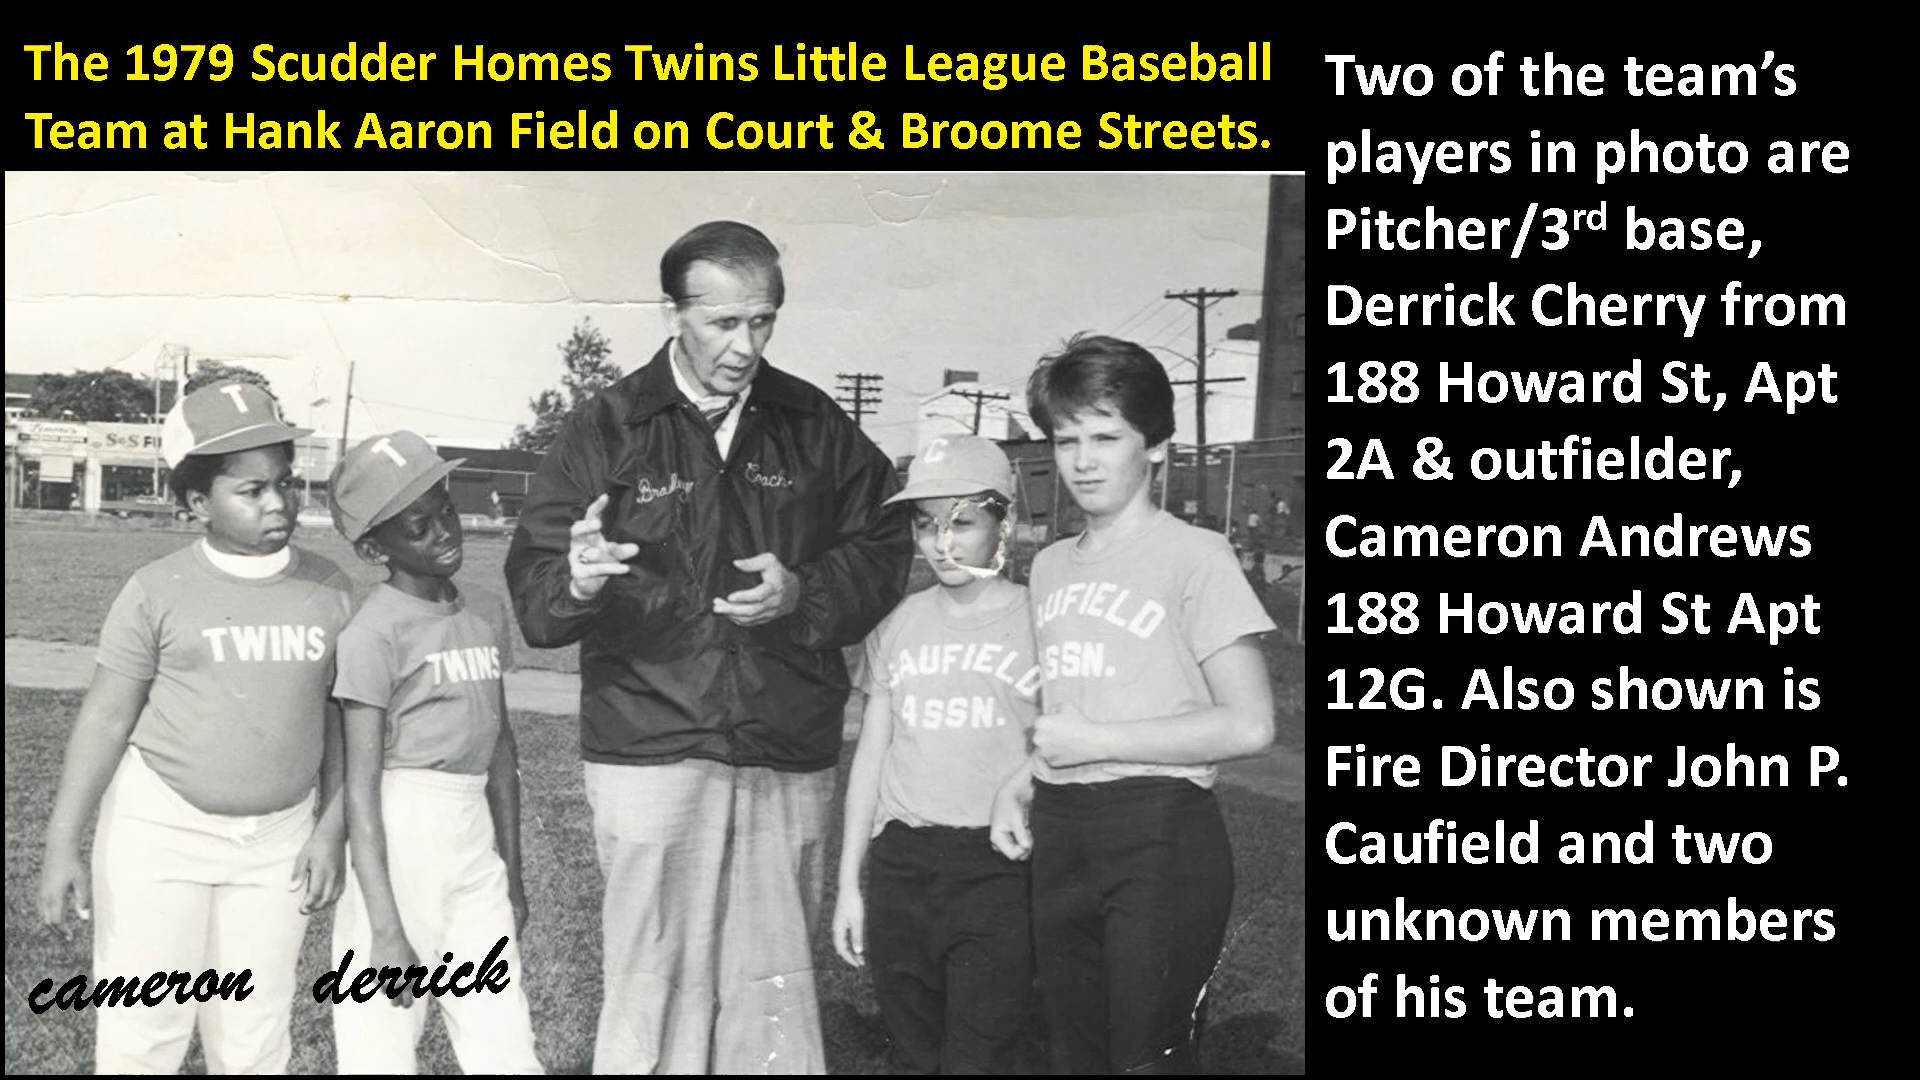 The 1979 Scudder Homes Twins Little League Baseball
Team at Hank Aaron Field on Court & Broome Streets.
Two of the team’s
players in photo are
Pitcher/3rd base,
Derrick Cherry from
188 Howard St, Apt
2A & outfielder,
Cameron Andrews
188 Howard St Apt
12G. Also shown is
Fire Director John P.
Caufield and two
unknown members
of his team.
T
T
S&S
Coach
C
TWINS
TWINS
CAUFIELD
ASSN.
AUFIELD
SSN.
cameron derrick